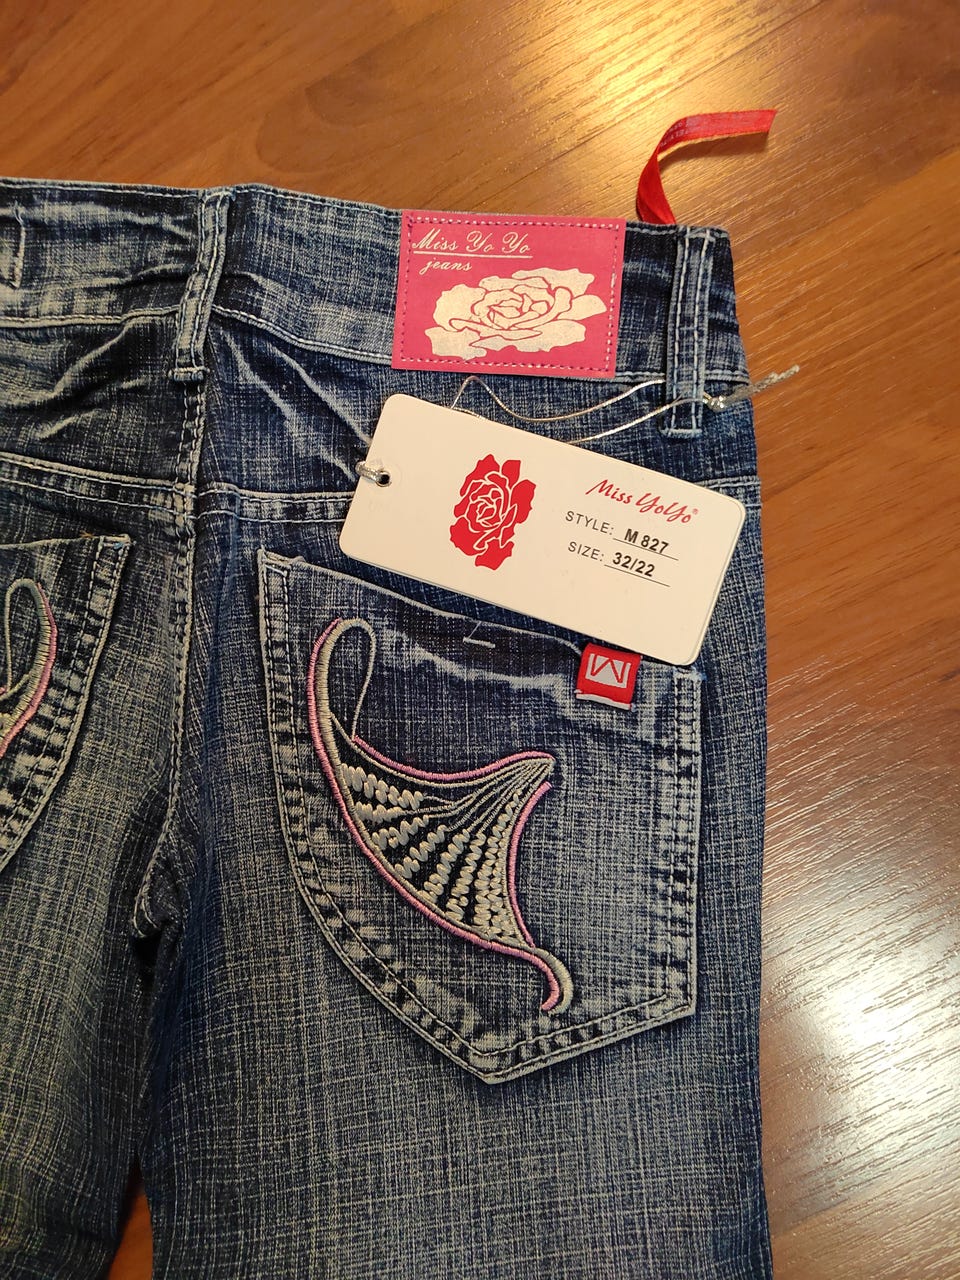 Miss Yo Yo
jeans
Miss YoYo®
STYLE: M 827
SIZE: 32/22